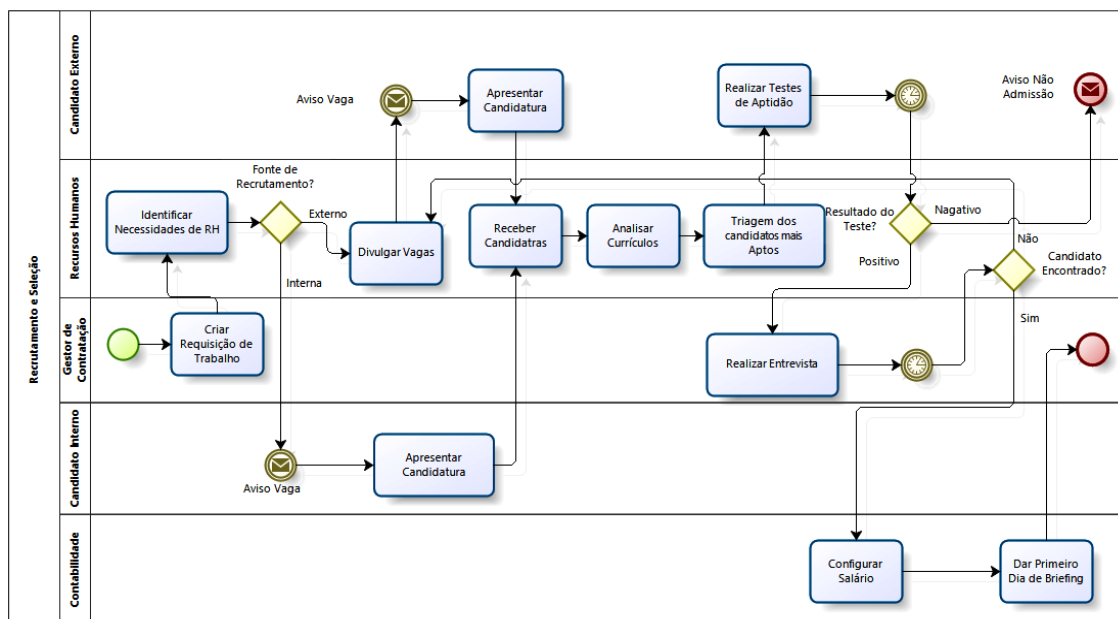 Recrutamento e Seleção
Candidato Externo
Aviso Vaga
Apresentar
Candidatura
Realizar Testes
de Aptidão
Aviso Não
Admissão
Recursos Humanos
Identificar
Necessidades de RH
Fonte de
Recrutamento?
Externo
Interna
Divulgar Vagas
Receber
Candidatras
Analisar
Currículos
Triagem dos
candidatos mais
Aptos
Resultado do
Teste?
Nagativo
Positivo
Não
Candidato
Encontrado?
Sim
Gestor de
Contratação
Criar
Requisição de
Trabalho
Realizar Entrevista
Candidato Interno
Aviso Vaga
Apresentar
Candidatura
Contabilidade
Configurar
Salário
Dar Primeiro
Dia de Briefing